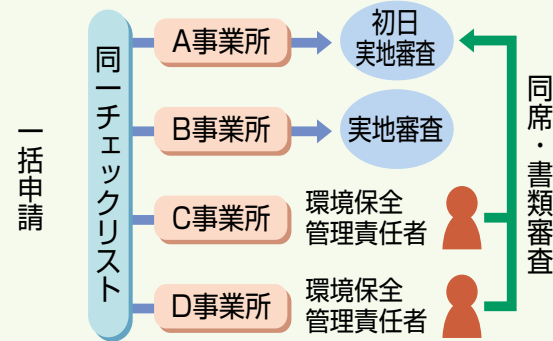 一括申請
同一チェックリスト
A事業所
初日
実地審査
B事業所
実地審査
C事業所
環境保全
管理責任者
D事業所
環境保全
管理責任者
同席・書類審査